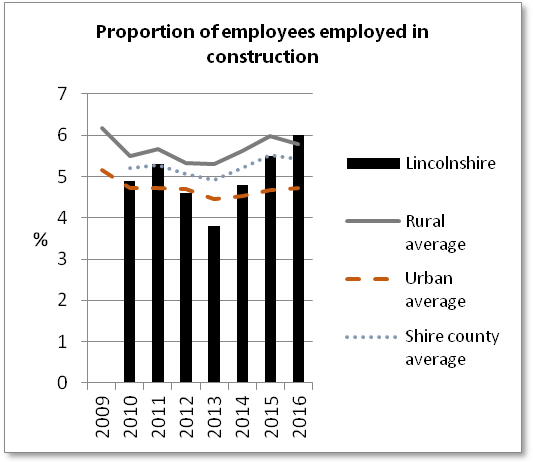 Proportion of employees employed in
construction
7
6
5
4
3
2
1
0
%
2009
2010
2011
2012
2013
2014
2015
2016
Lincolnshire
Rural
average
Urban
average
Shire county
average